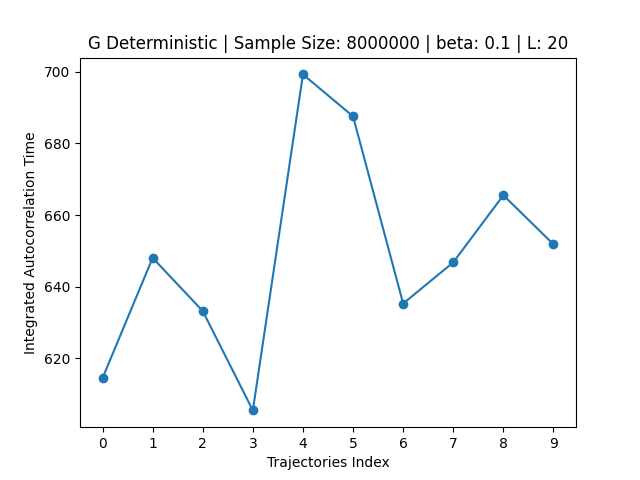 G Deterministic | Sample Size: 8000000 | beta: 0.1 | L: 20
Integrated Autocorrelation Time
700
680
660
640
620
0 1 2 3 4 5 6 7 8 9
Trajectories Index